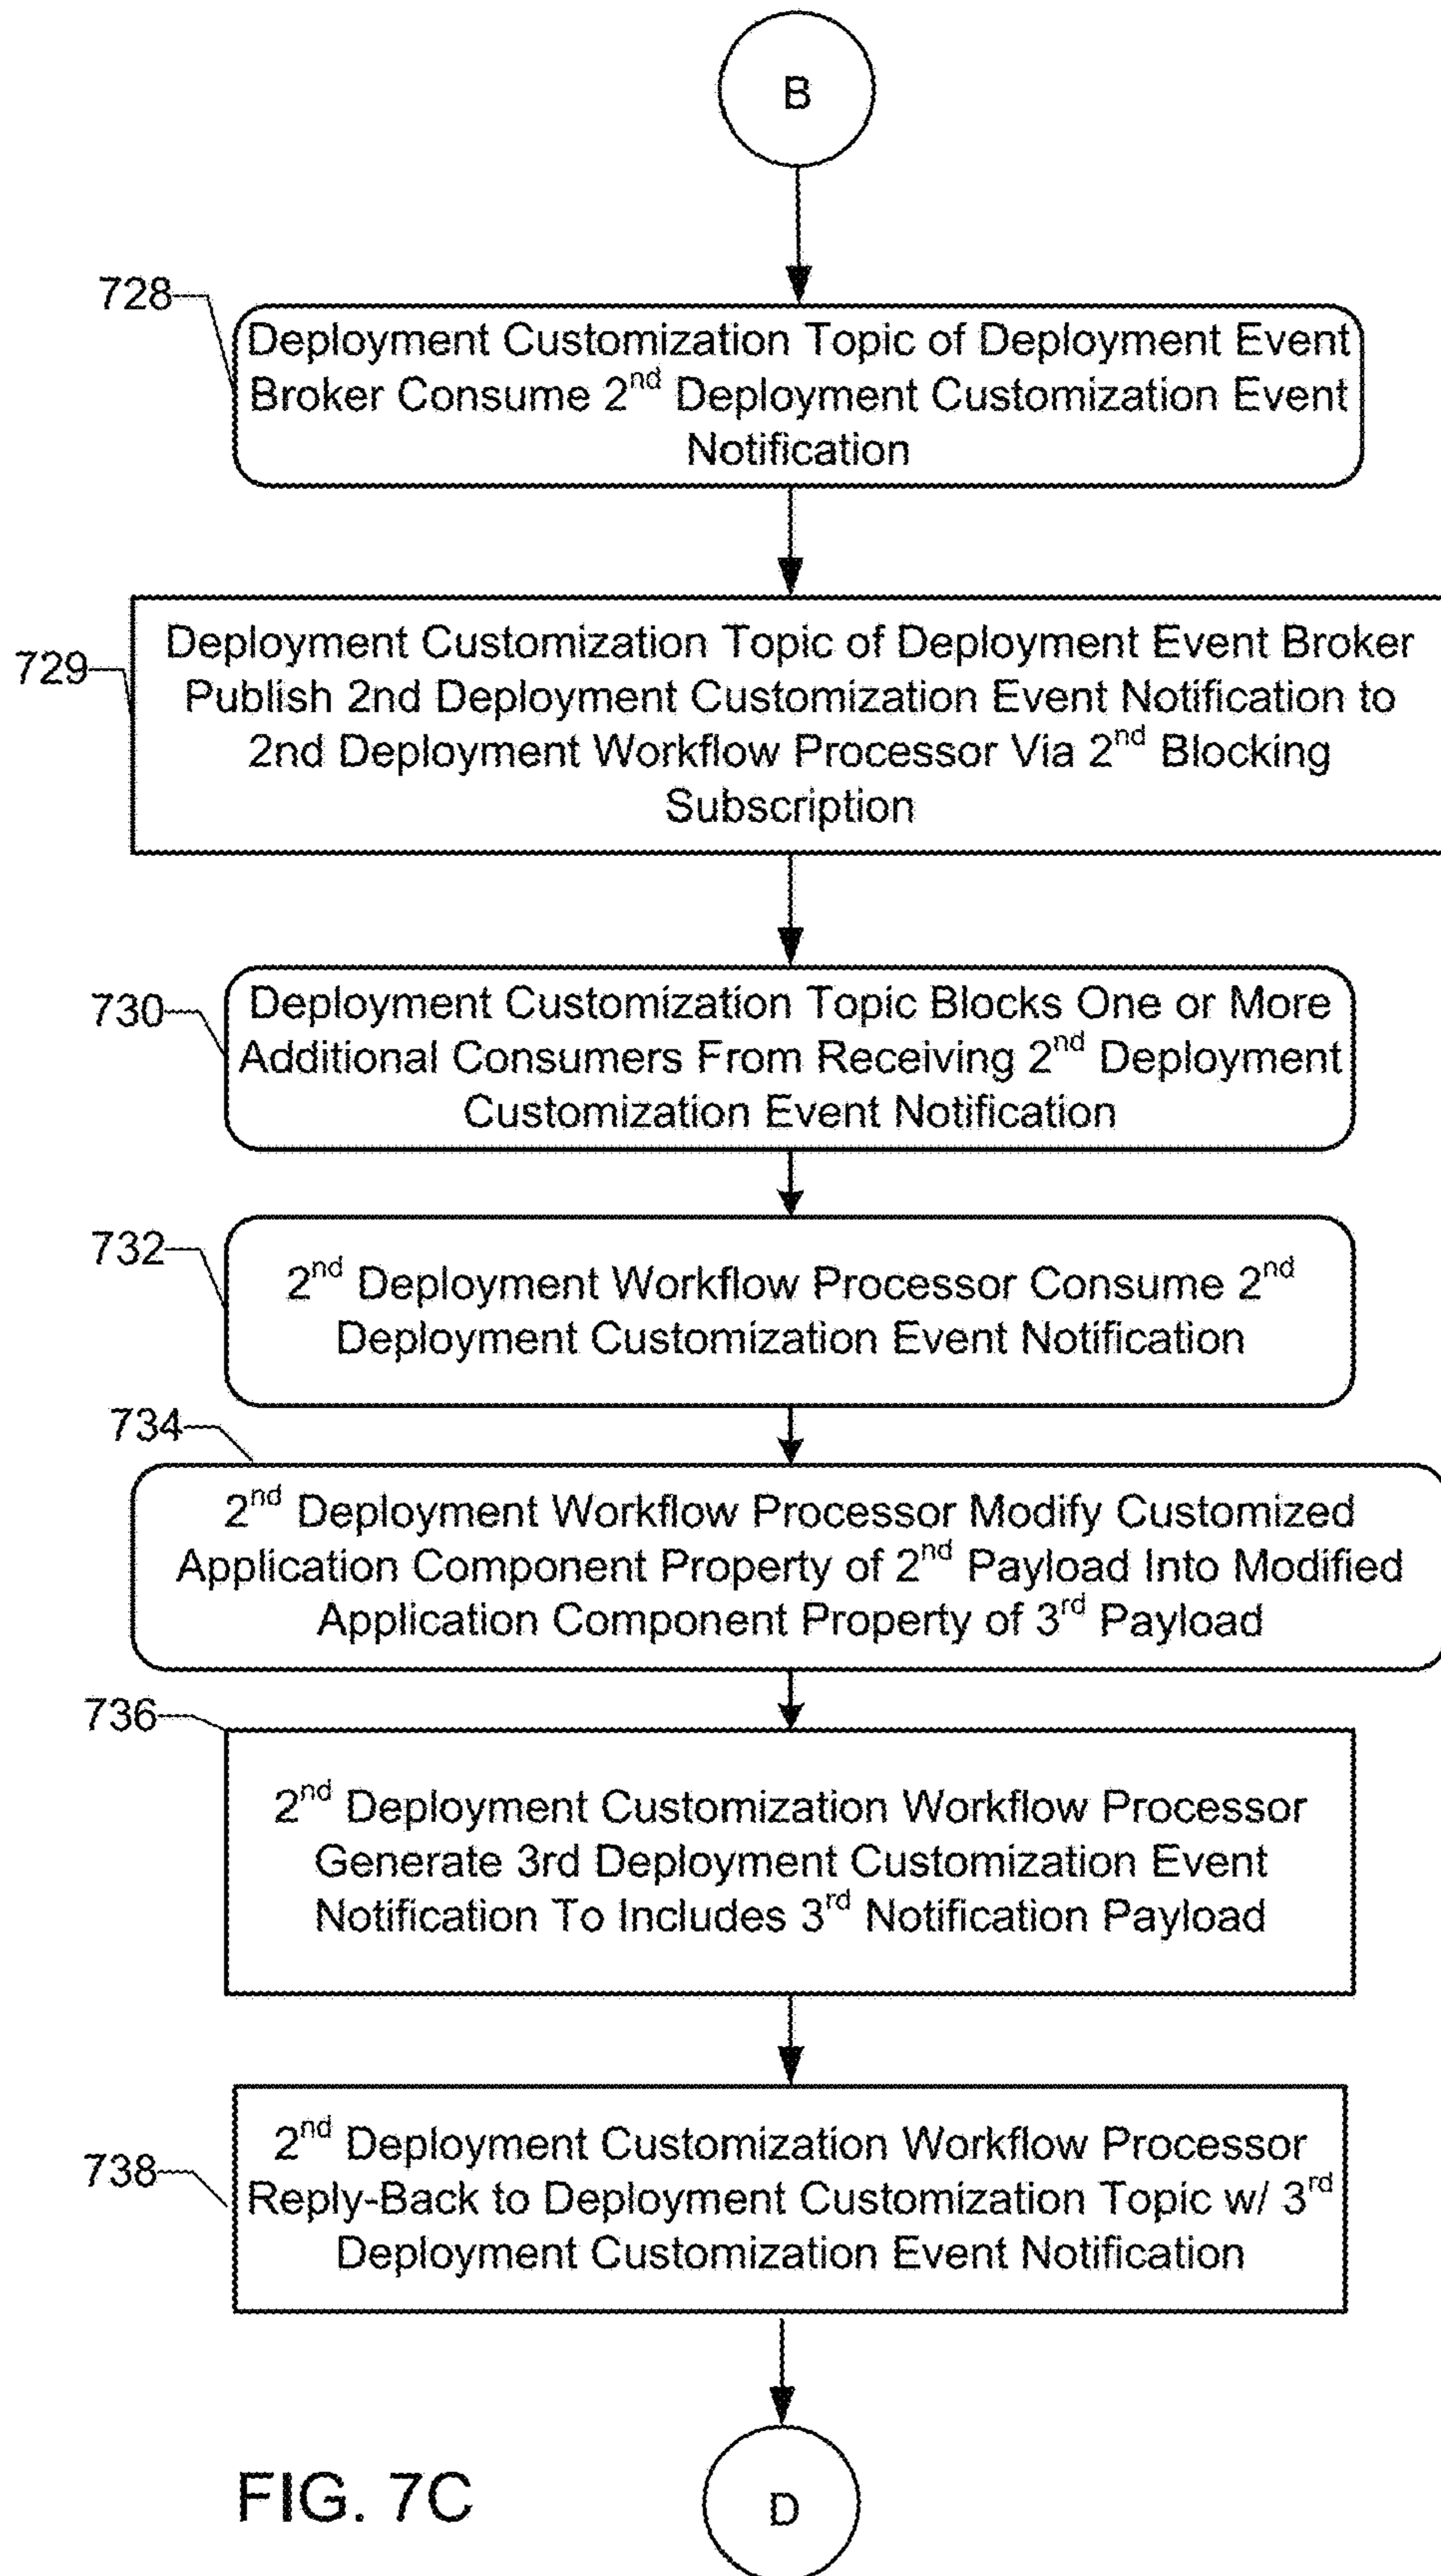 B
728
Deployment Customization Topic of Deployment Event
Broker Consume 2nd Deployment Customization Event
Notification
729
Deployment Customization Topic of Deployment Event Broker
Publish 2nd Deployment Customization Event Notification to
2nd Deployment Workflow Processor Via 2nd Blocking
Subscription
730
Deployment Customization Topic Blocks One or More
Additional Consumers From Receiving 2nd Deployment
Customization Event Notification
732
2nd Deployment Workflow Processor Consume 2nd
Deployment Customization Event Notification
734
2nd Deployment Workflow Processor Modify Customized
Application Component Property of 2nd Payload Into Modified
Application Component Property of 3rd Payload
736
2nd Deployment Customization Workflow Processor
Generate 3rd Deployment Customization Event
Notification To Includes 3rd Notification Payload
738
2nd Deployment Customization Workflow Processor
Reply-Back to Deployment Customization Topic w/ 3rd
Deployment Customization Event Notification
FIG. 7C
D